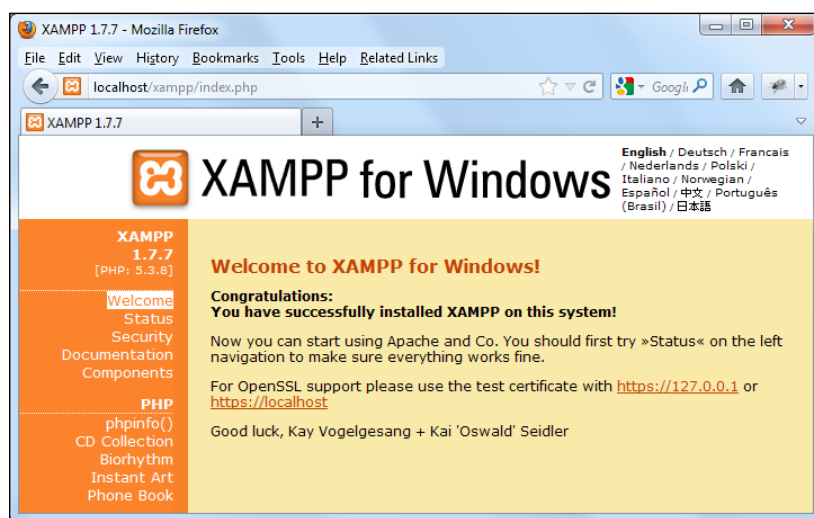 XAMPP 1.7.7 - Mozilla Firefox
File Edit View History Bookmarks Tools Help Related Links
localhost/xampp/index.php
Googl
XAMPP 1.7.7
XAMPP for Windows
English / Deutsch / Francais
/ Nederlands / Polski /
Italiano / Norwegian /
Español / 中文 / Português
(Brasil) / 日本語
XAMPP
1.7.7
[PHP: 5.3.8]
Welcome
Status
Security
Documentation
Components
PHP
phpinfo()
CD Collection
Biorhythm
Instant Art
Phone Book
Welcome to XAMPP for Windows!
Congratulations:
You have successfully installed XAMPP on this system!
Now you can start using Apache and Co. You should first try »Status« on the left
navigation to make sure everything works fine.
For OpenSSL support please use the test certificate with https://127.0.0.1 or
https://localhost
Good luck, Kay Vogelgesang + Kai 'Oswald' Seidler